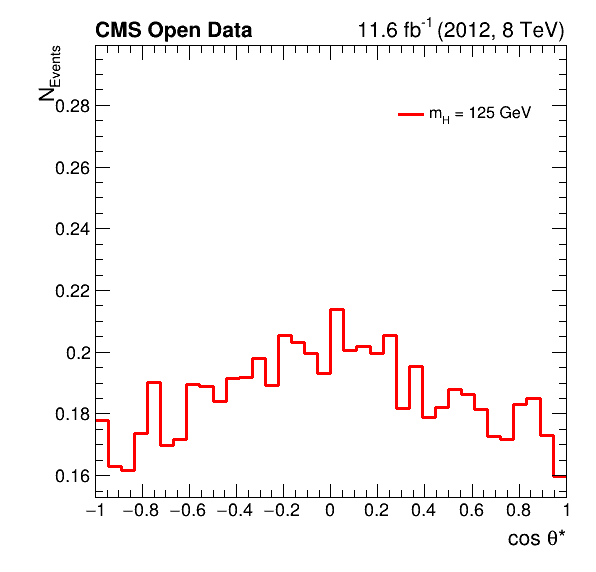 CMS Open Data 11.6 fb⁻¹ (2012, 8 TeV)
N_Events
m_H = 125 GeV
0.28
0.26
0.24
0.22
0.2
0.18
0.16
−1 −0.8 −0.6 −0.4 −0.2 0 0.2 0.4 0.6 0.8 1
cos θ*